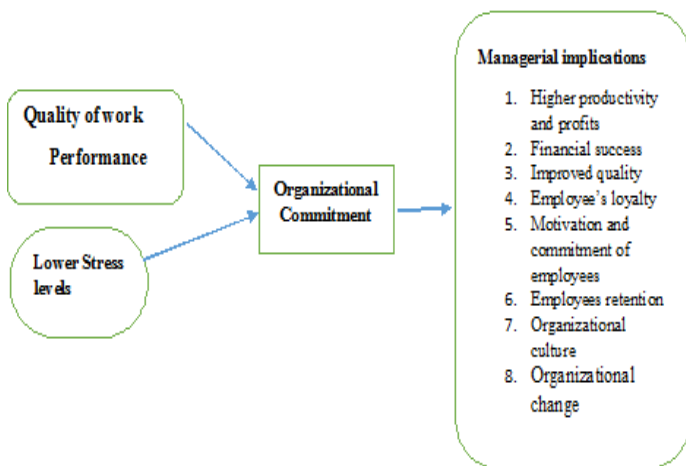 Quality of work
Performance
Lower Stress
levels
Organizational
Commitment
Managerial implications
1. Higher productivity
and profits
2. Financial success
3. Improved quality
4. Employee's loyalty
5. Motivation and
commitment of
employees
6. Employees retention
7. Organizational
culture
8. Organizational
change